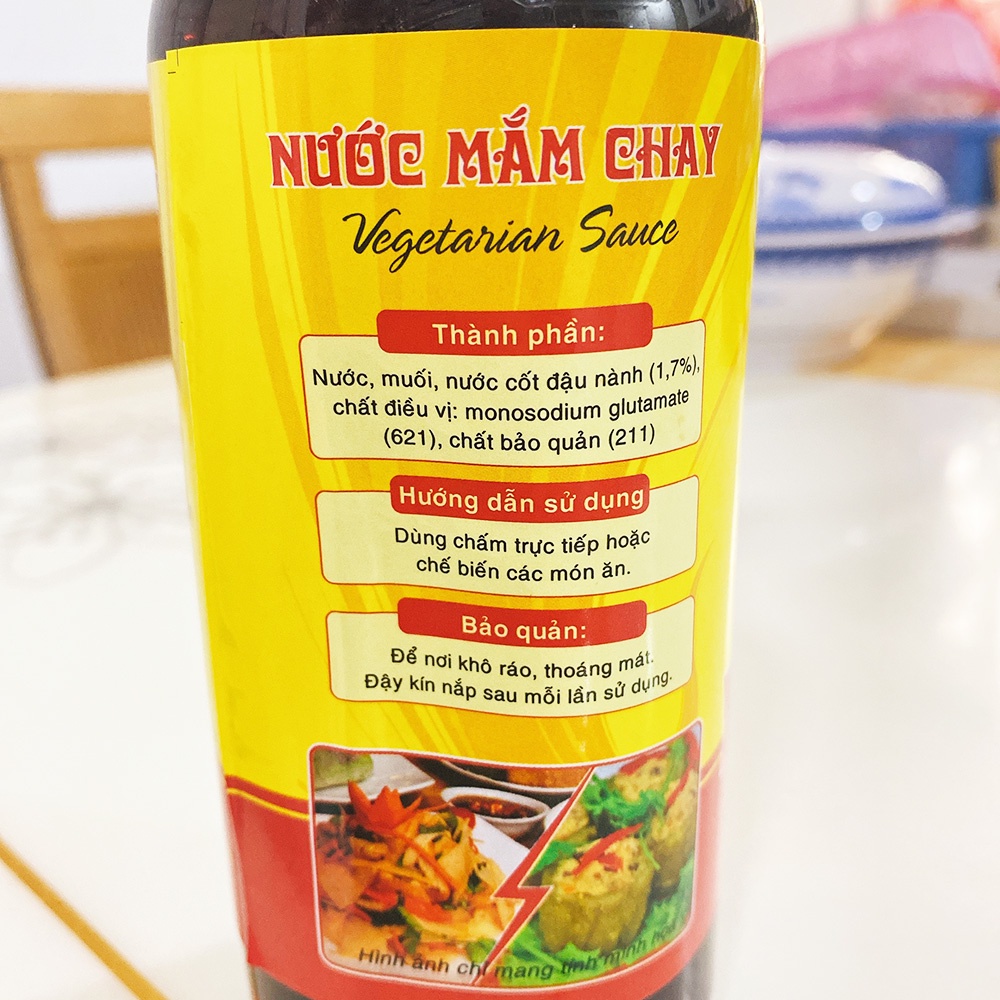 NƯỚC MẮM CHAY
Vegetarian Sauce
Thành phần:
Nước, muối, nước cốt đậu nành (1,7%),
chất điều vị: monosodium glutamate
(621), chất bảo quản (211)
Hướng dẫn sử dụng
Dùng chấm trực tiếp hoặc
chế biến các món ăn.
Bảo quản:
Để nơi khô ráo, thoáng mát.
Đậy kín nắp sau mỗi lần sử dụng.
Hình ảnh chỉ mang tính minh họa